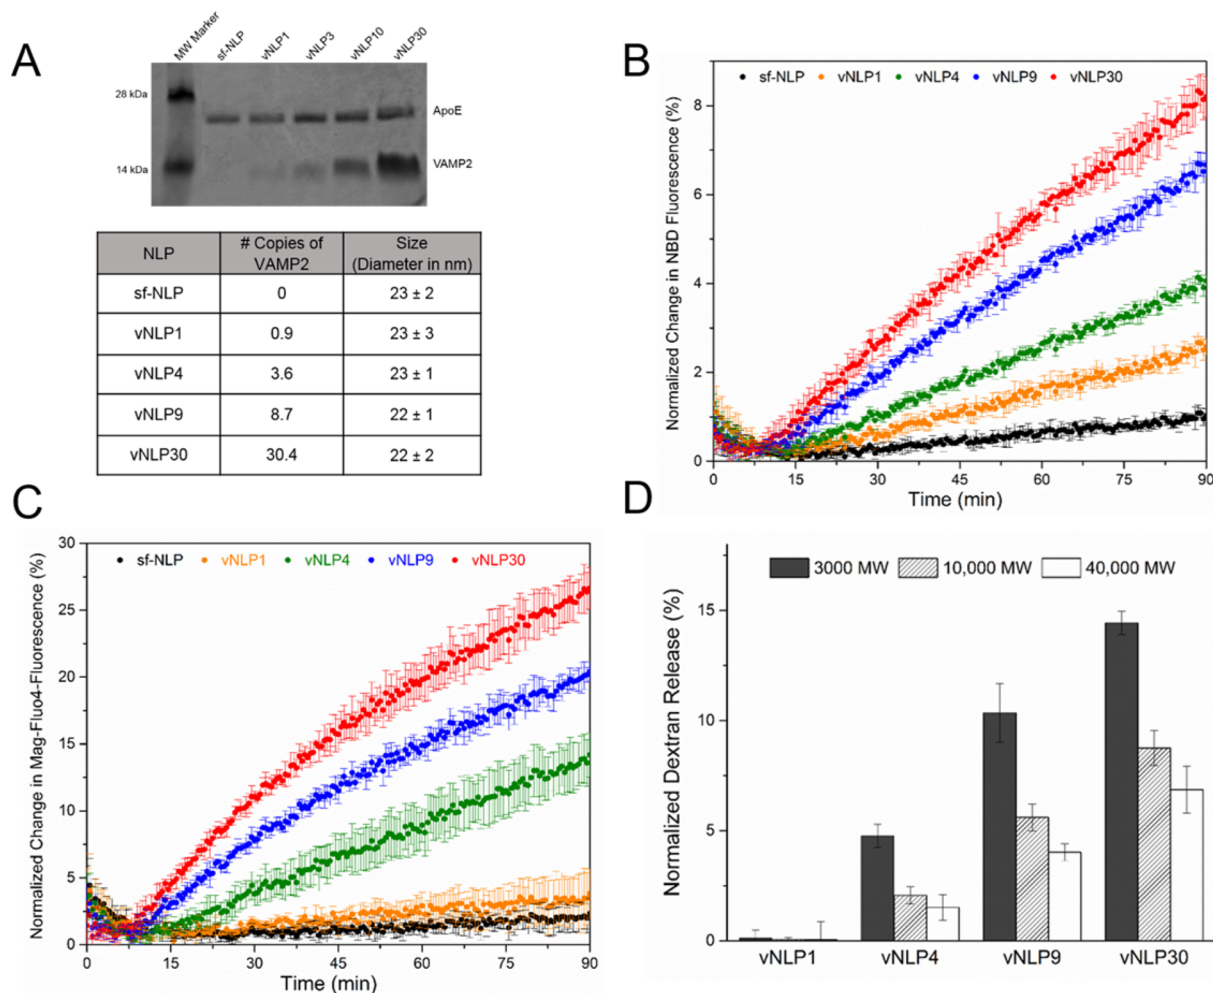 A
MW Marker
sf-NLP
vNLP1
vNLP3
vNLP10
vNLP30
28 kDa
ApoE
14 kDa
VAMP2
NLP
# Copies of VAMP2
Size (Diameter in nm)
sf-NLP 0 23 ± 2
vNLP1 0.9 23 ± 3
vNLP4 3.6 23 ± 1
vNLP9 8.7 22 ± 1
vNLP30 30.4 22 ± 2
B
sf-NLP vNLP1 vNLP4 vNLP9 vNLP30
Normalized Change in NBD Fluorescence (%)
8
6
4
2
0
0 15 30 45 60 75 90
Time (min)
C
sf-NLP vNLP1 vNLP4 vNLP9 vNLP30
Normalized Change in Mag-Fluo4-Fluorescence (%)
30
25
20
15
10
5
0
0 15 30 45 60 75 90
Time (min)
D
3000 MW 10,000 MW 40,000 MW
Normalized Dextran Release (%)
15
10
5
0
vNLP1 vNLP4 vNLP9 vNLP30